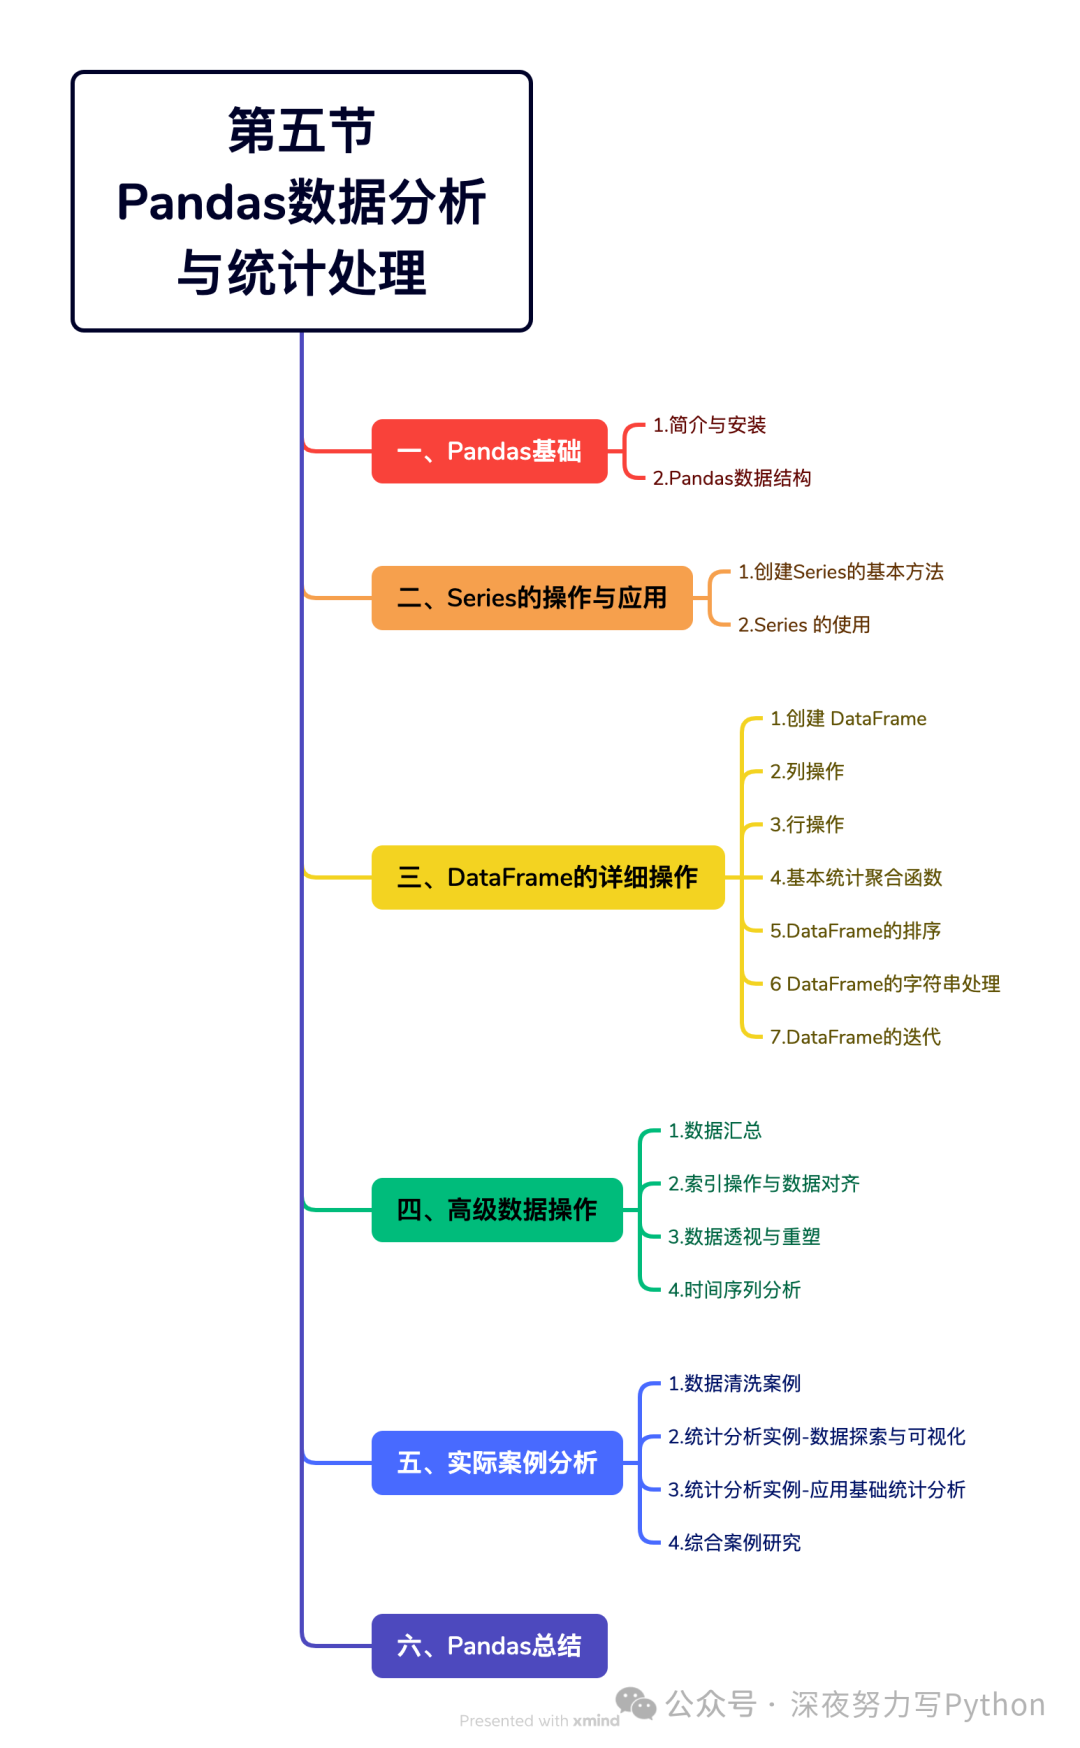 第五节
Pandas数据分析
与统计处理
一、Pandas基础
1.简介与安装
2.Pandas数据结构
二、Series的操作与应用
1.创建Series的基本方法
2.Series 的使用
三、DataFrame的详细操作
1.创建 DataFrame
2.列操作
3.行操作
4.基本统计聚合函数
5.DataFrame的排序
6 DataFrame的字符串处理
7.DataFrame的迭代
四、高级数据操作
1.数据汇总
2.索引操作与数据对齐
3.数据透视与重塑
4.时间序列分析
五、实际案例分析
1.数据清洗案例
2.统计分析实例-数据探索与可视化
3.统计分析实例-应用基础统计分析
4.综合案例研究
六、Pandas总结
公众号 · 深夜努力写Python
Presented with xmind